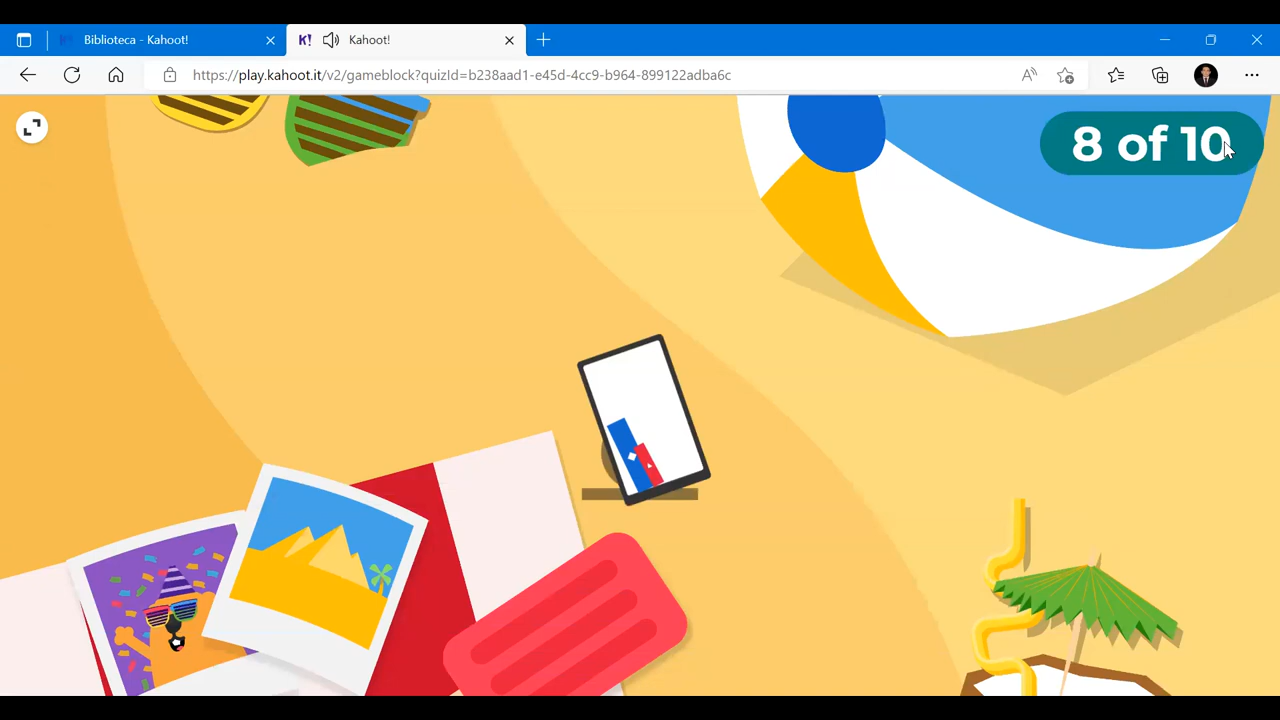 Biblioteca - Kahoot!
K! Kahoot!
https://play.kahoot.it/v2/gameblock?quizId=b238aad1-e45d-4cc9-b964-899122adba6c
8 of 10